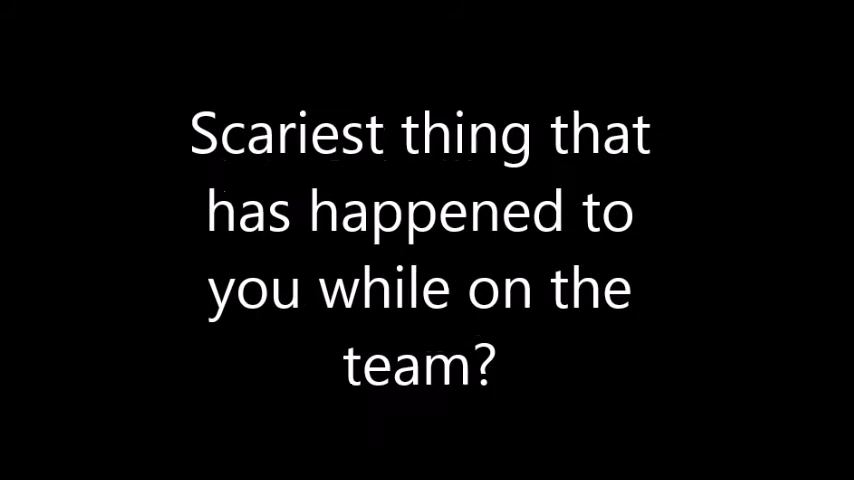 Scariest thing that
has happened to
you while on the
team?